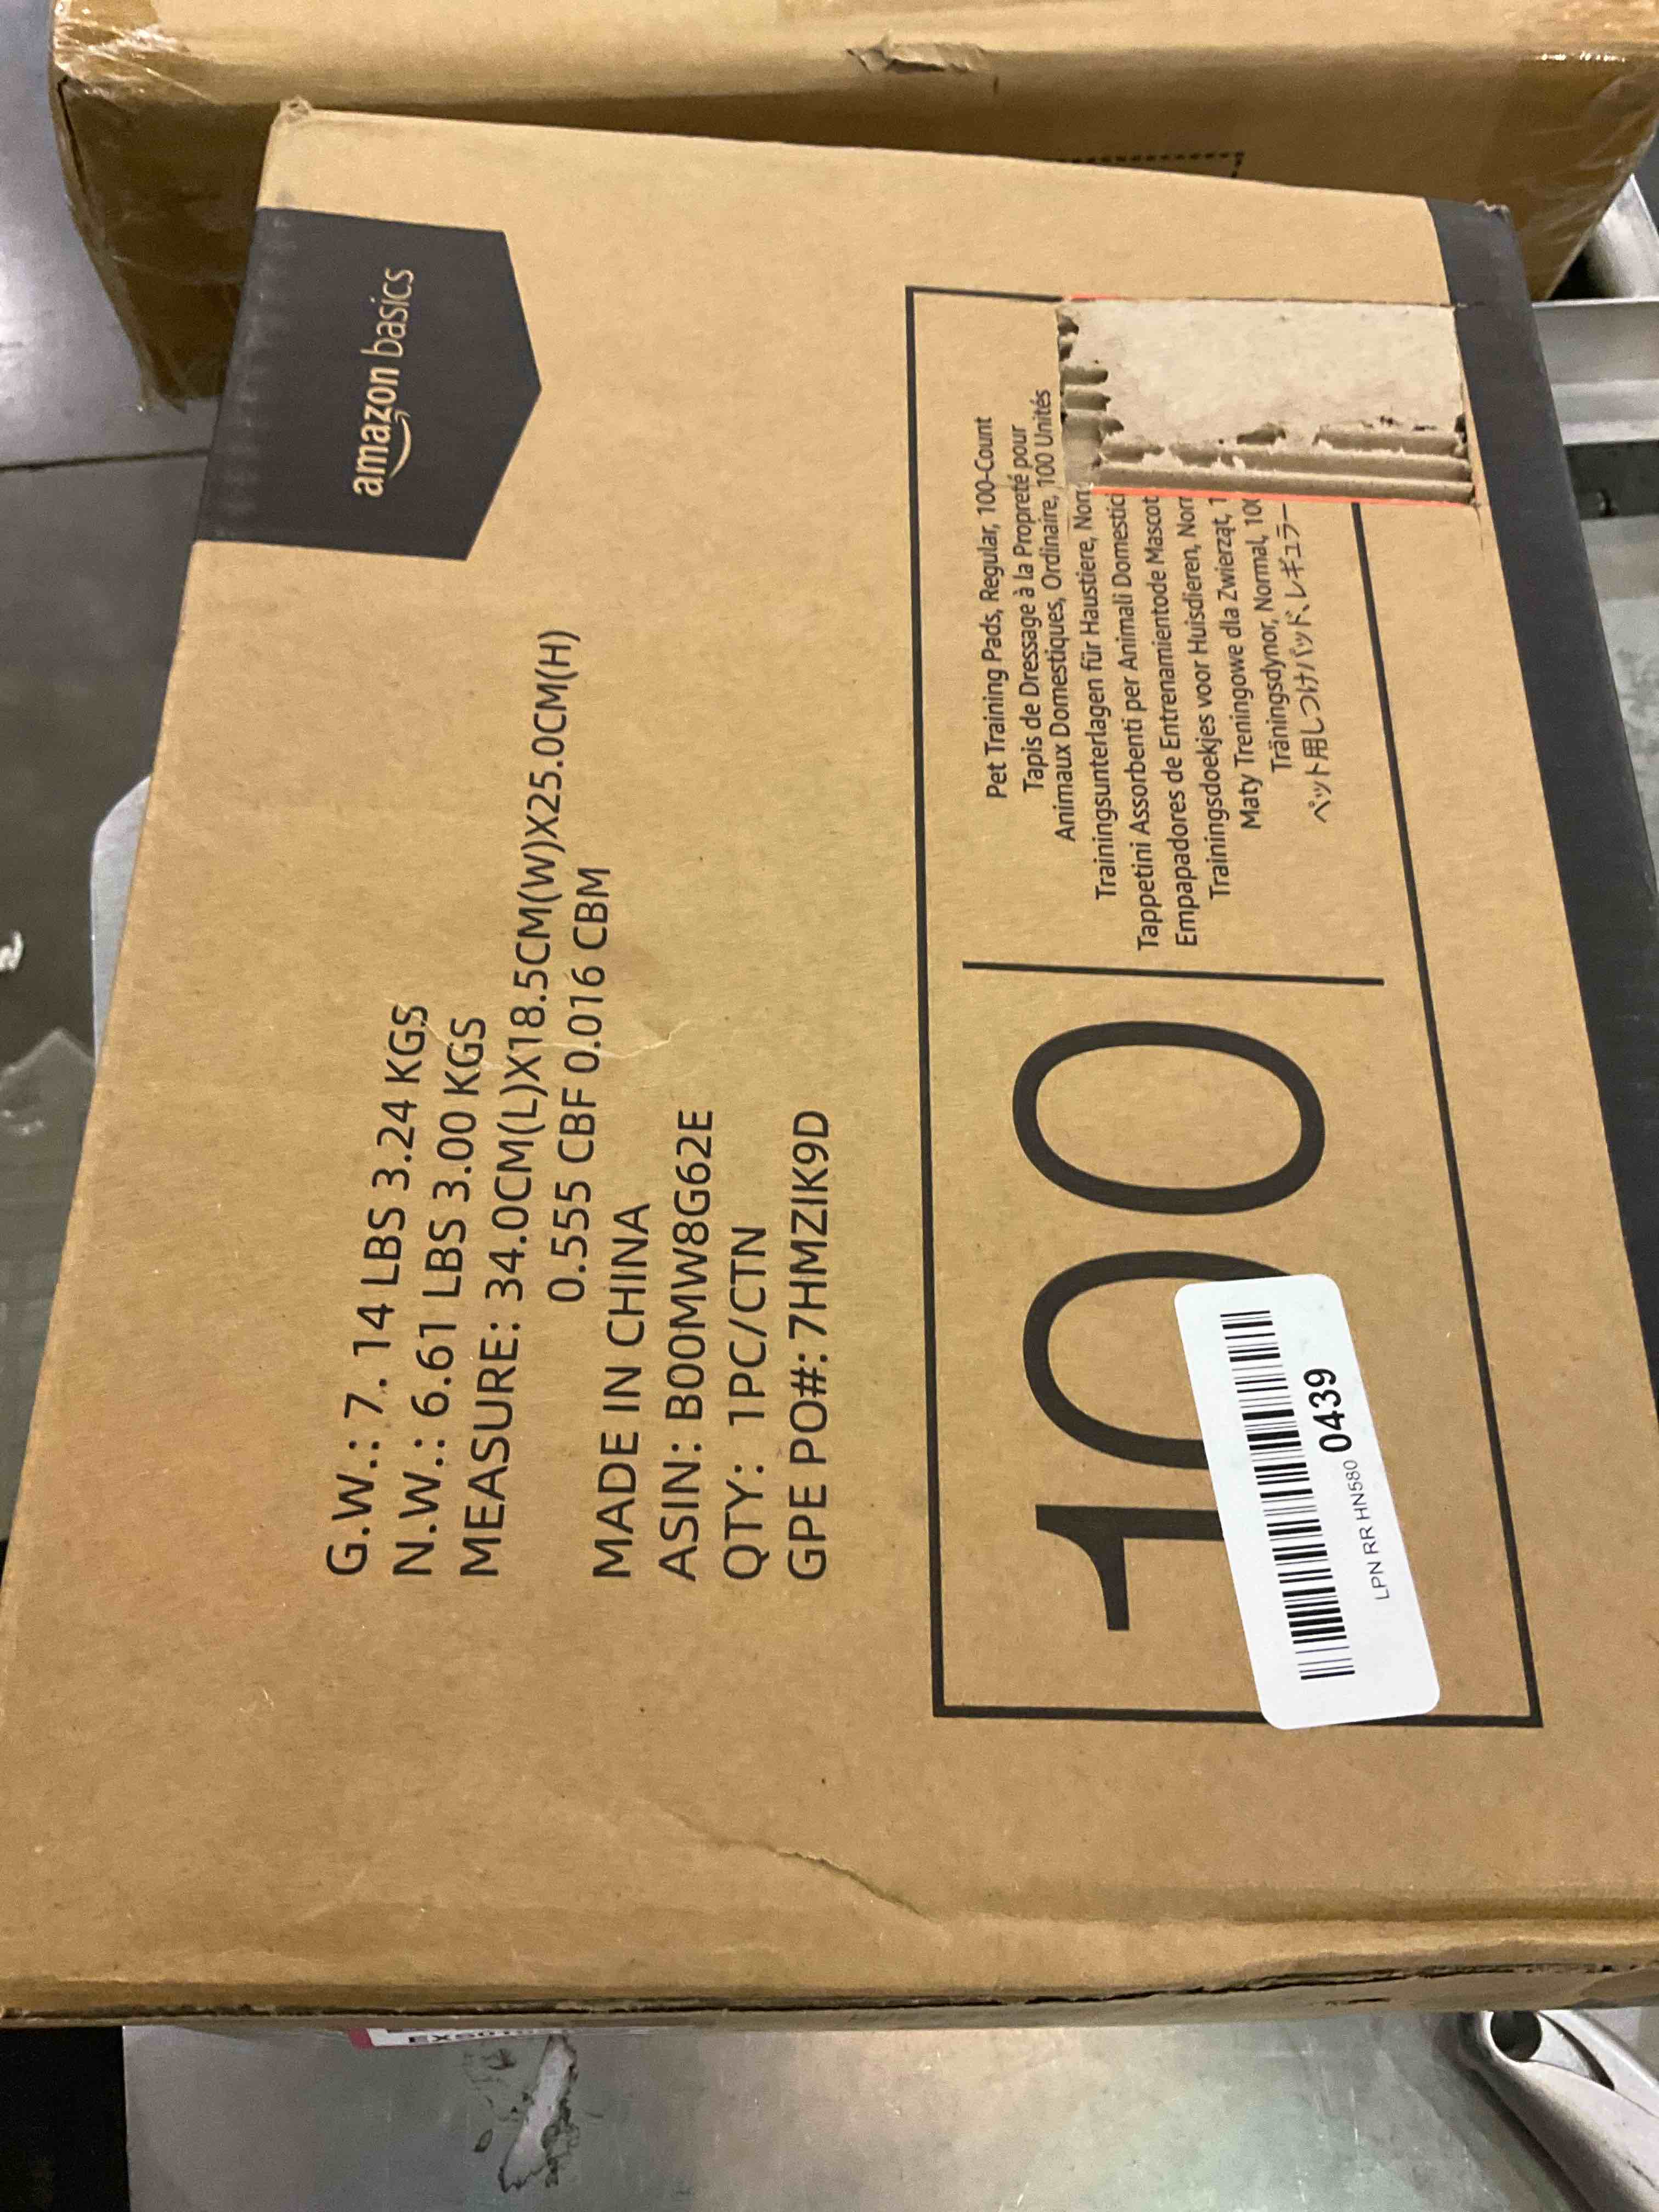 amazon basics
G.W.: 7. 14 LBS 3.24 KGS
N.W.: 6.61 LBS 3.00 KGS
MEASURE: 34.0CM(L)X18.5CM(W)X25.0CM(H)
0.555 CBF 0.016 CBM
MADE IN CHINA
ASIN: B00MW8G62E
QTY: 1PC/CTN
GPE PO#: 7HMZIK9D
100
Pet Training Pads, Regular, 100-Count
Tapis de Dressage à la Propreté pour
Animaux Domestiques, Ordinaire, 100 Unités
Trainingsunterlagen für Haustiere,
Tappetini Assorbenti per Animali
Empapadores de Entrenamientode
Trainingsdoekjes voor Huisdieren,
Maty Treningowe dla Zwierząt,
Träningsdynor, Normal,
ペット用しつけパッド、レギュラー
LPN RR HN580 0439